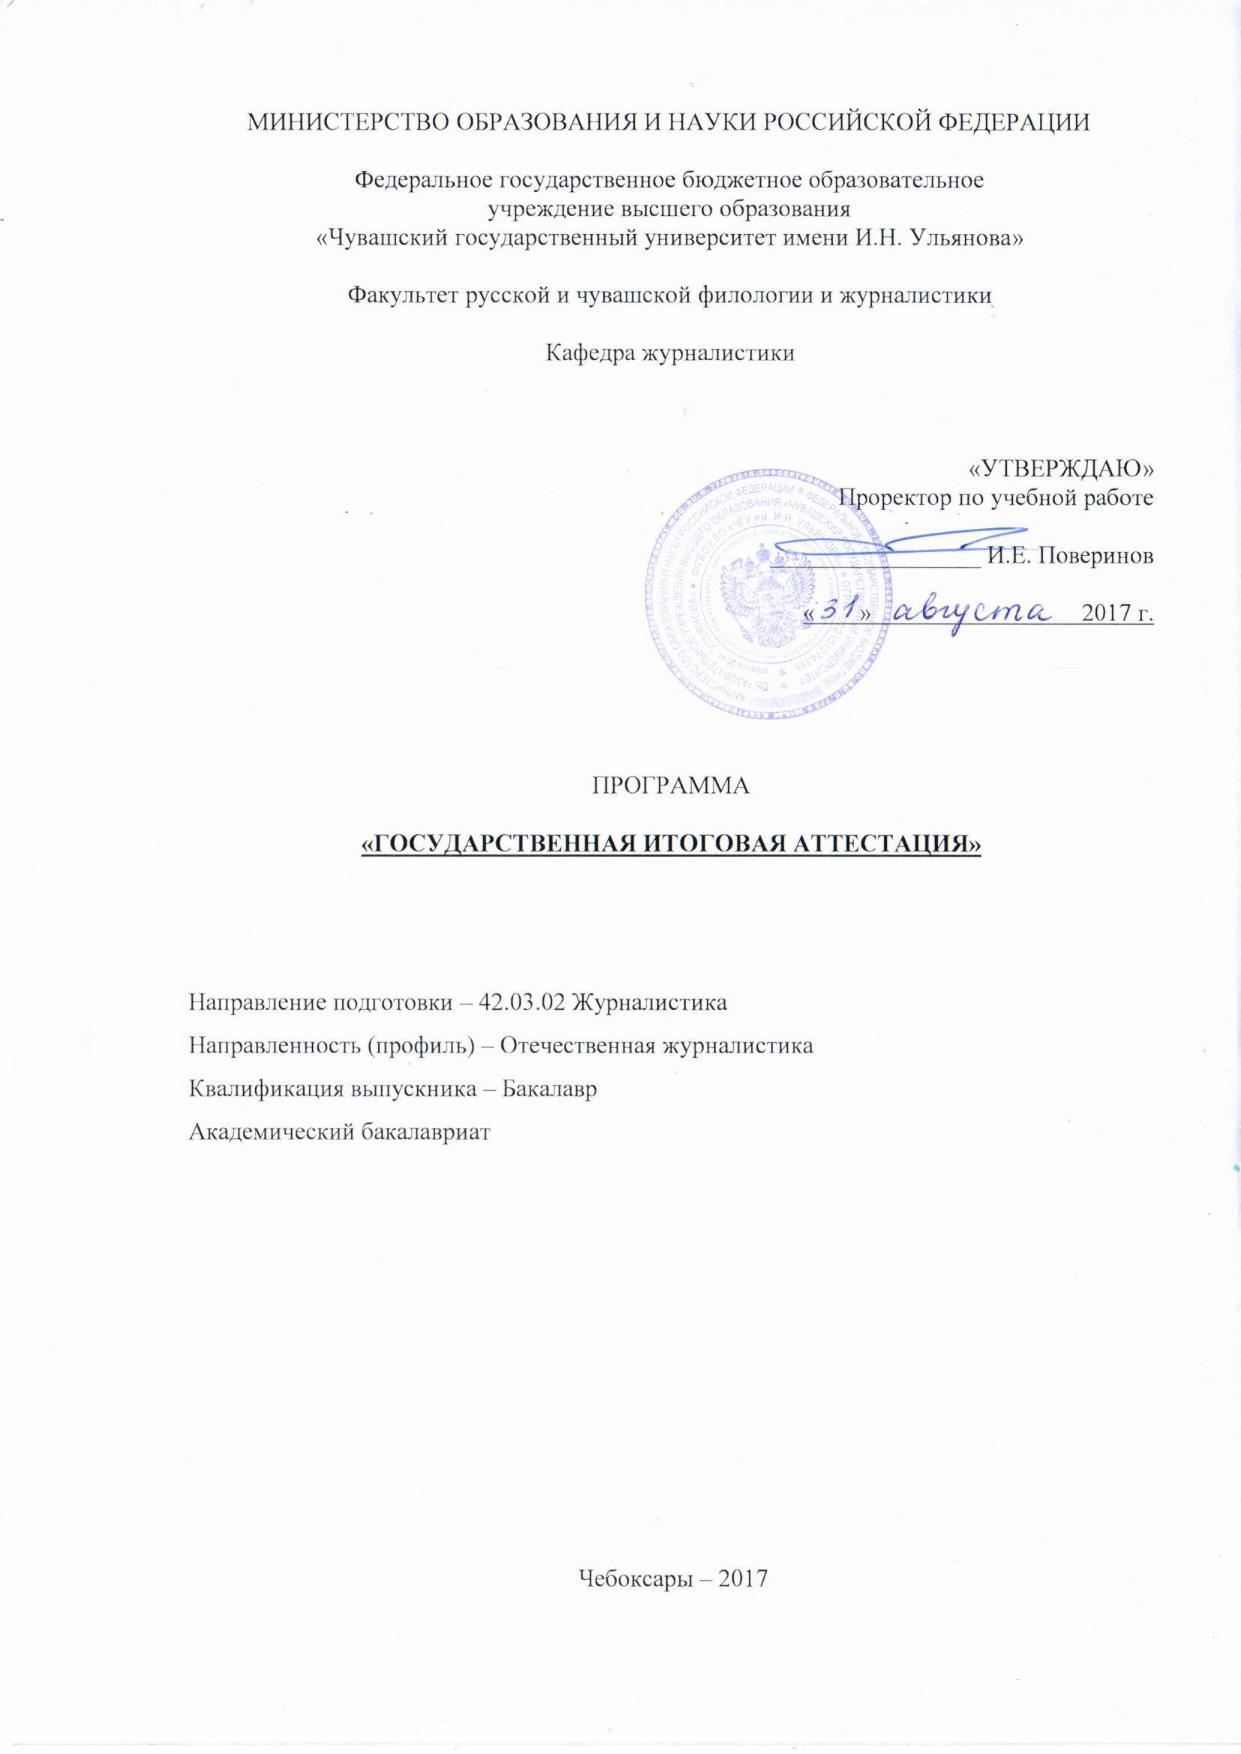 МИНИСТЕРСТВО ОБРАЗОВАНИЯ И НАУКИ РОССИЙСКОЙ ФЕДЕРАЦИИ
Федеральное государственное бюджетное образовательное
учреждение высшего образования
«Чувашский государственный университет имени И.Н. Ульянова»
Факультет русской и чувашской филологии и журналистики
Кафедра журналистики
«УТВЕРЖДАЮ»
Проректор по учебной работе
И.Е. Поверинов
«31» августа 2017 г.
ПРОГРАММА
«ГОСУДАРСТВЕННАЯ ИТОГОВАЯ АТТЕСТАЦИЯ»
Направление подготовки – 42.03.02 Журналистика
Направленность (профиль) – Отечественная журналистика
Квалификация выпускника – Бакалавр
Академический бакалавриат
Чебоксары – 2017